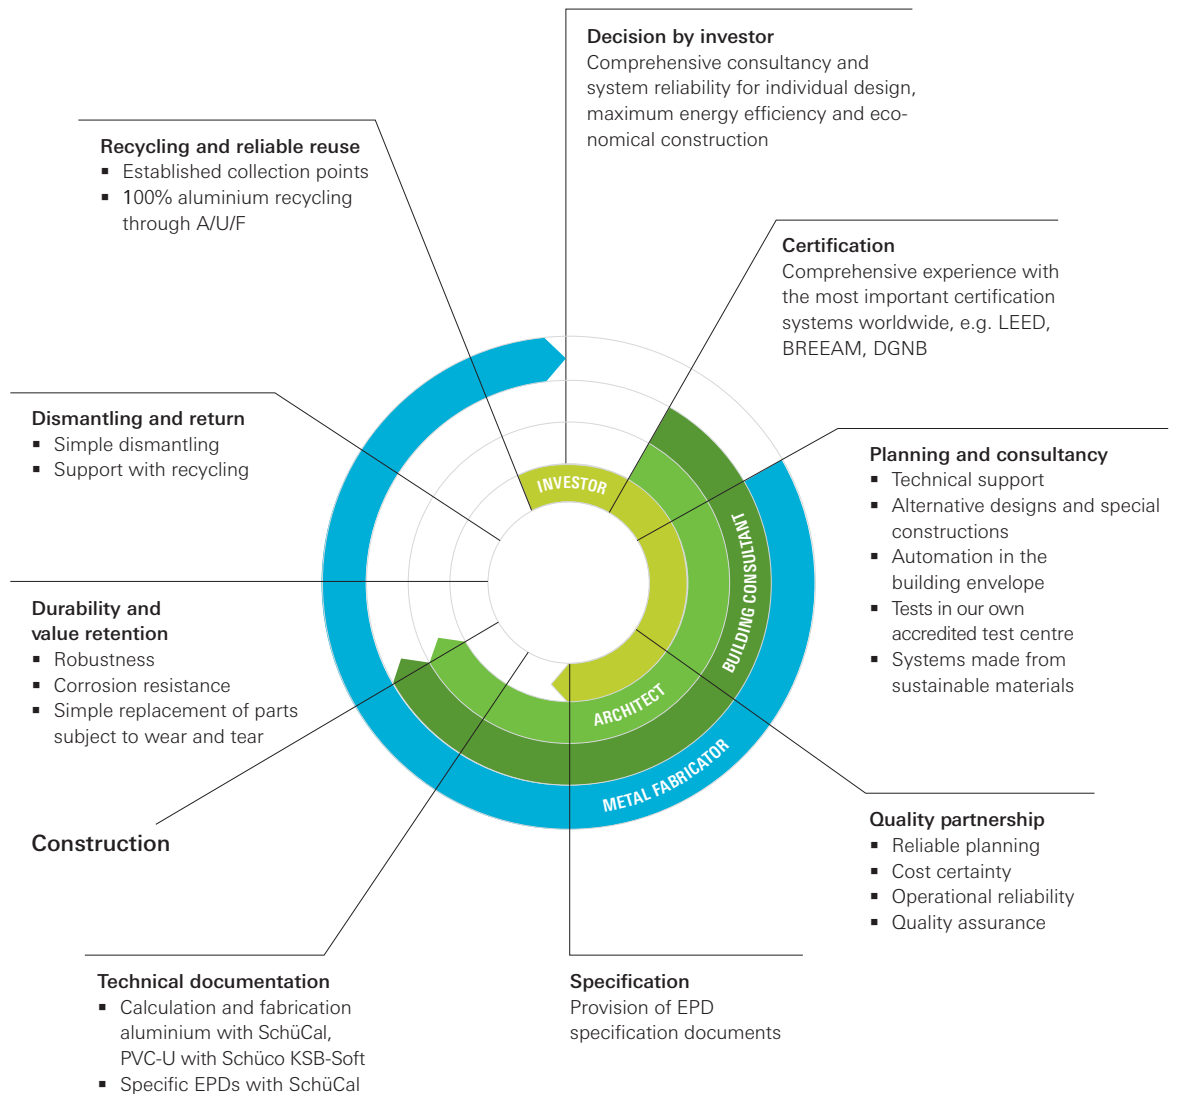 Decision by investor
Comprehensive consultancy and
system reliability for individual design,
maximum energy efficiency and eco-
nomical construction
Recycling and reliable reuse
▪ Established collection points
▪ 100% aluminium recycling
through A/U/F
Certification
Comprehensive experience with
the most important certification
systems worldwide, e.g. LEED,
BREEAM, DGNB
Dismantling and return
▪ Simple dismantling
▪ Support with recycling
Planning and consultancy
▪ Technical support
▪ Alternative designs and special
constructions
▪ Automation in the
building envelope
▪ Tests in our own
accredited test centre
▪ Systems made from
sustainable materials
INVESTOR
BUILDING CONSULTANT
ARCHITECT
METAL FABRICATOR
Durability and
value retention
▪ Robustness
▪ Corrosion resistance
▪ Simple replacement of parts
subject to wear and tear
Construction
Quality partnership
▪ Reliable planning
▪ Cost certainty
▪ Operational reliability
▪ Quality assurance
Technical documentation
▪ Calculation and fabrication
aluminium with SchüCal,
PVC-U with Schüco KSB-Soft
▪ Specific EPDs with SchüCal
Specification
Provision of EPD
specification documents